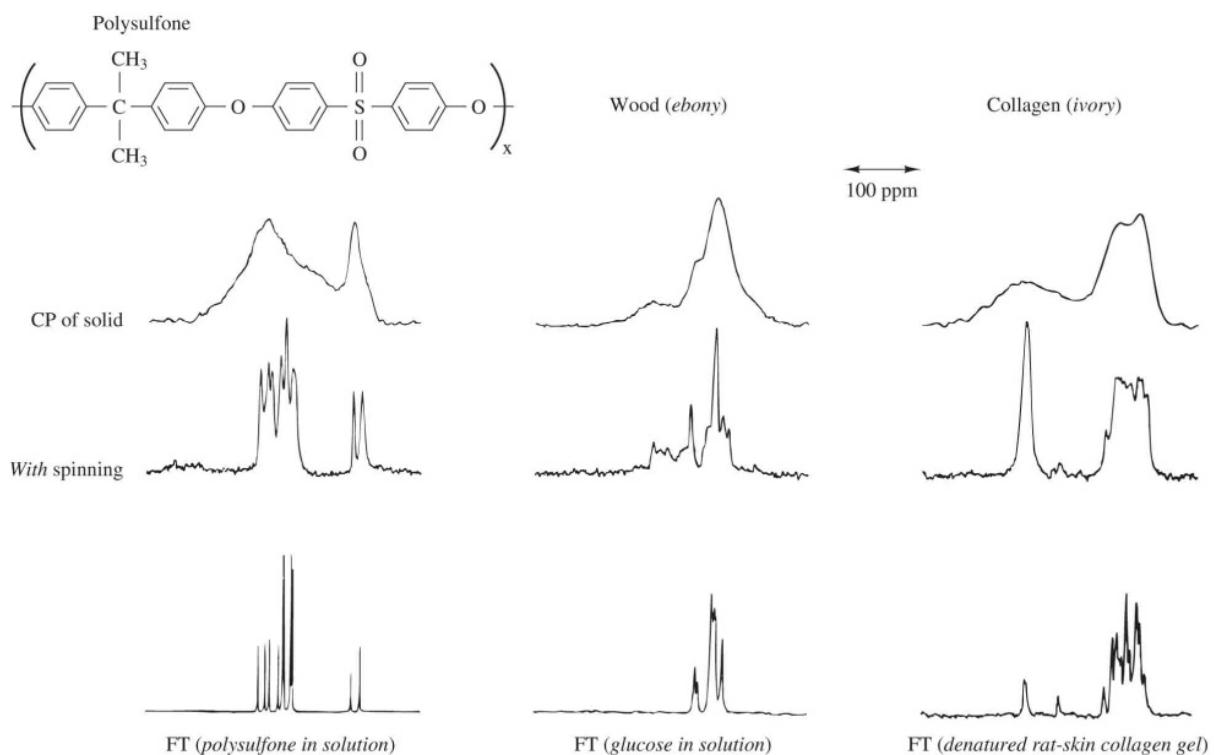 Polysulfone
CH3
O
C
O
S
O
x
CH3
O
Wood (ebony)
Collagen (ivory)
100 ppm
CP of solid
With spinning
FT (polysulfone in solution)
FT (glucose in solution)
FT (denatured rat-skin collagen gel)